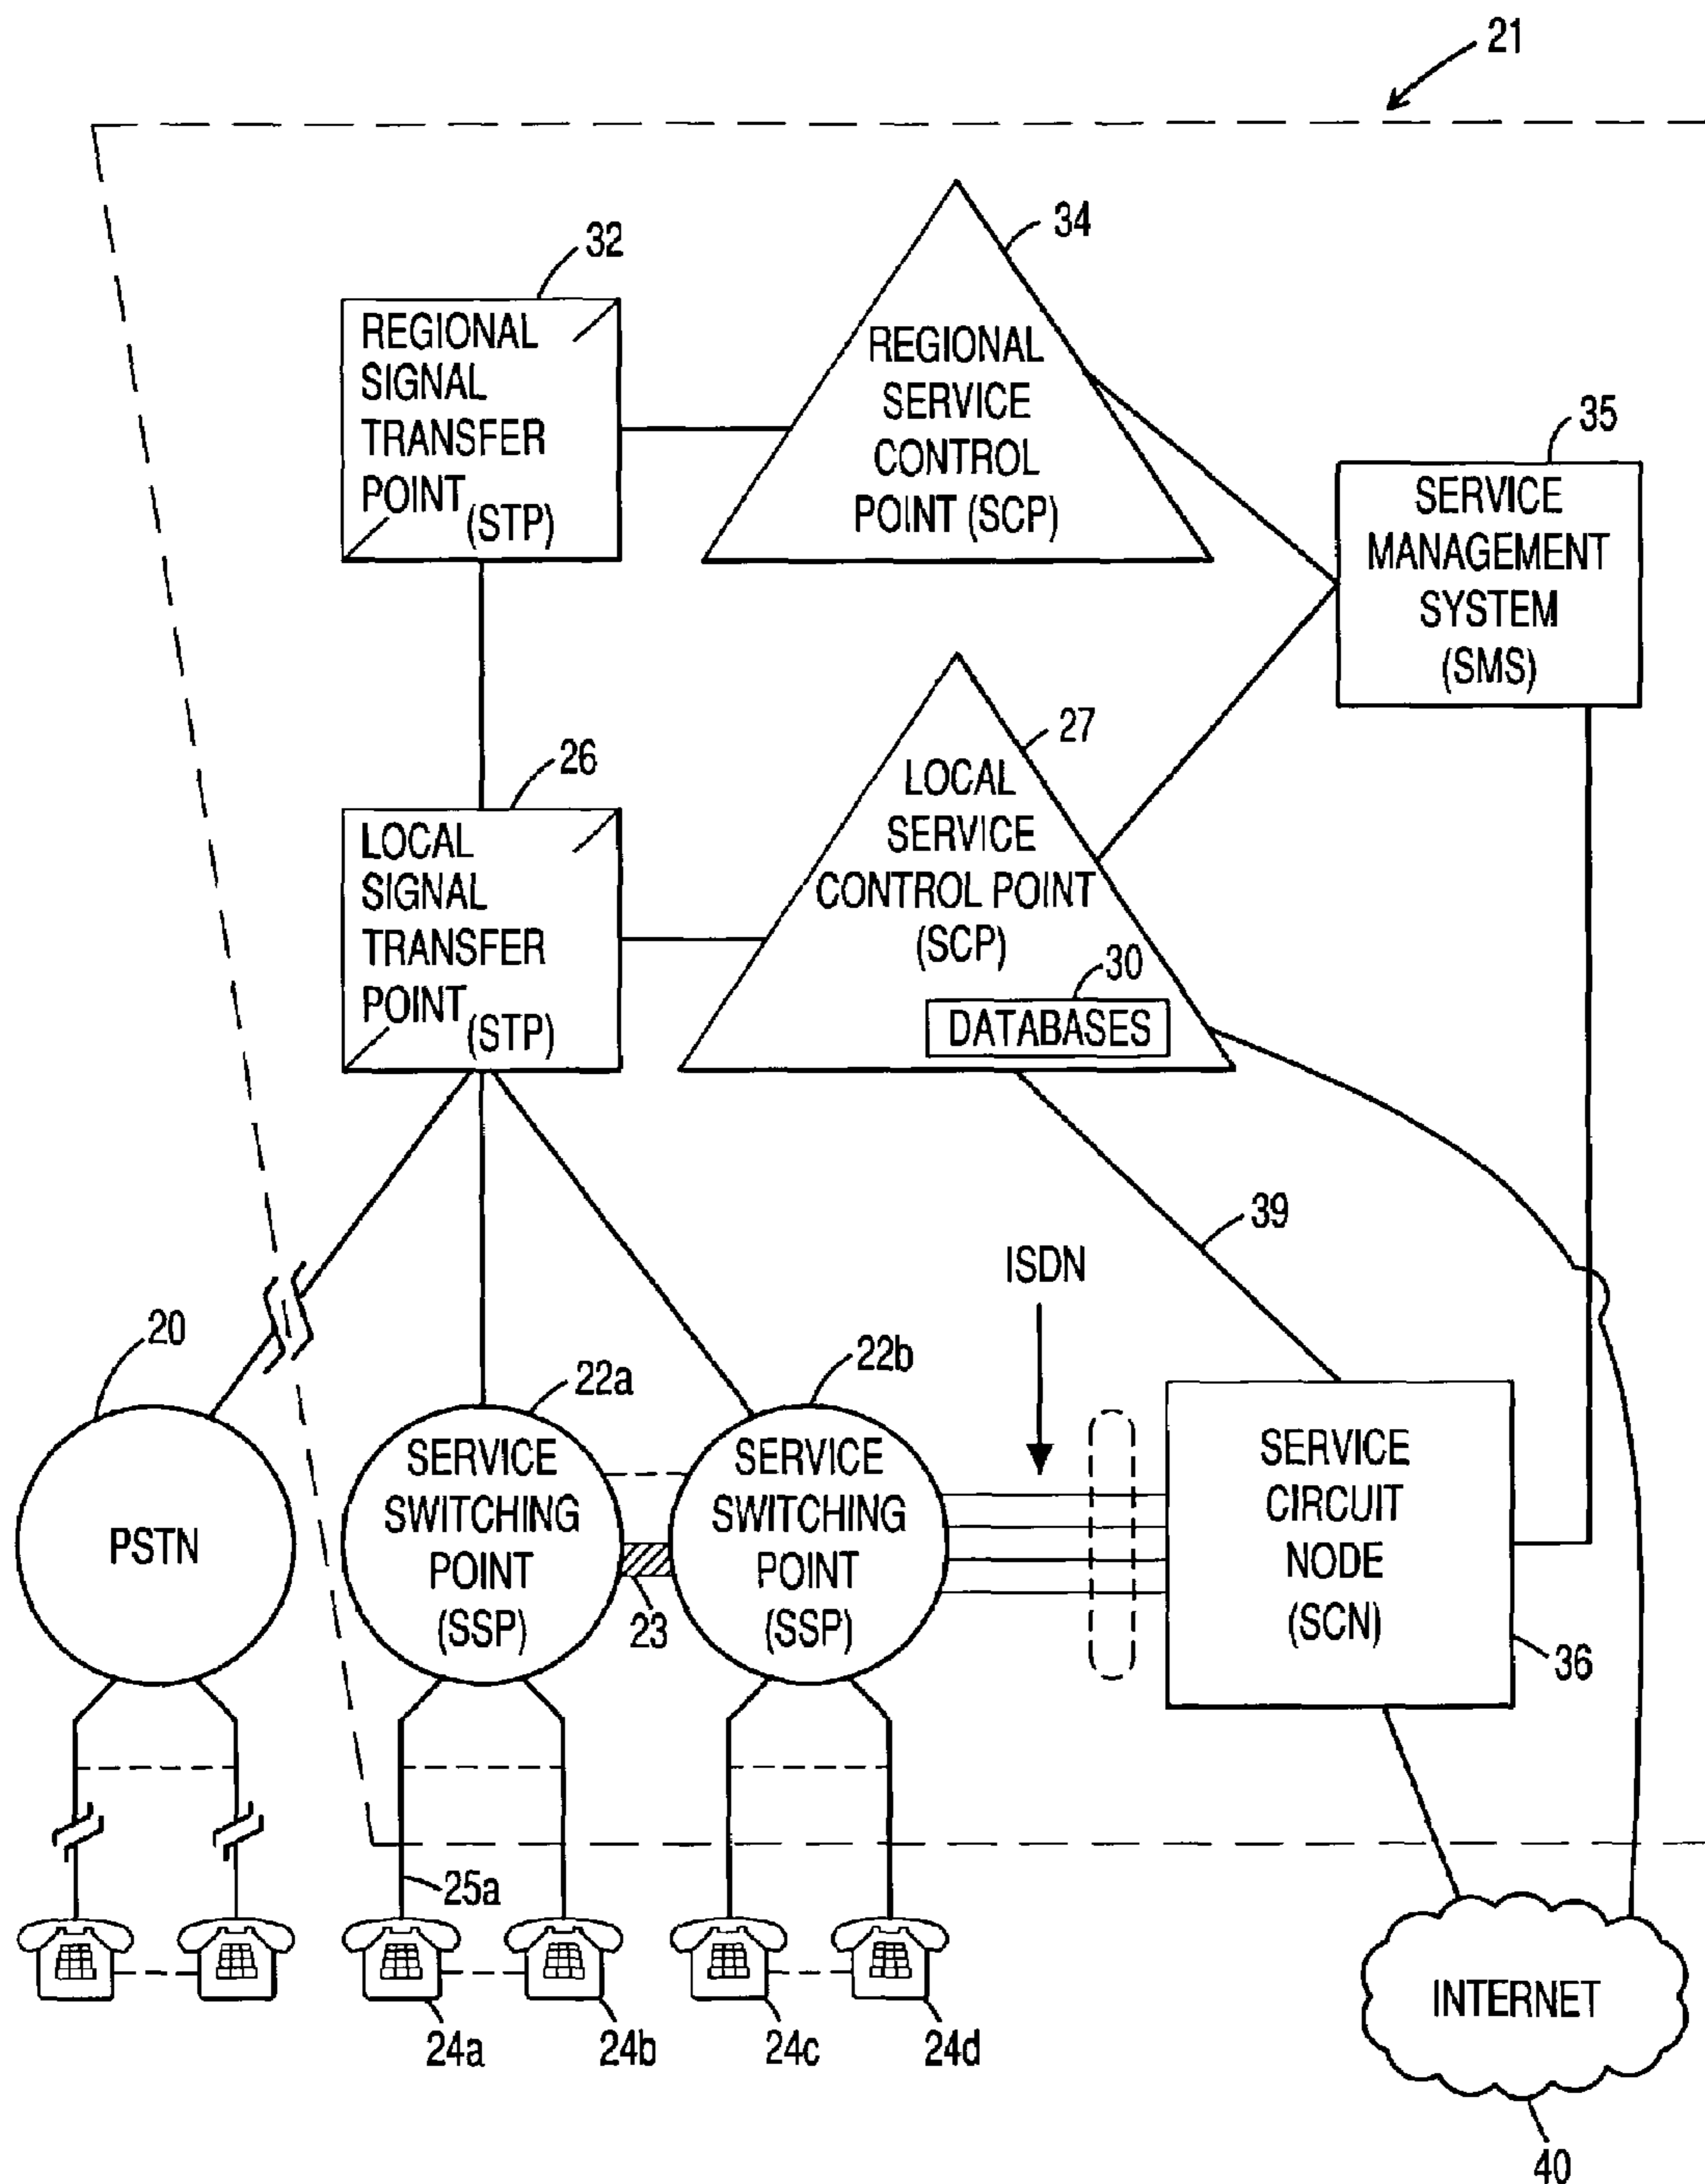 21
32
REGIONAL
SIGNAL
TRANSFER
POINT (STP)
34
REGIONAL
SERVICE
CONTROL
POINT (SCP)
35
SERVICE
MANAGEMENT
SYSTEM
(SMS)
26
LOCAL
SIGNAL
TRANSFER
POINT (STP)
27
LOCAL
SERVICE
CONTROL POINT
(SCP)
30
DATABASES
39
ISDN
20
PSTN
22a
SERVICE
SWITCHING
POINT
(SSP)
23
22b
SERVICE
SWITCHING
POINT
(SSP)
SERVICE
CIRCUIT
NODE
(SCN)
36
25a
24a
24b
24c
24d
INTERNET
40